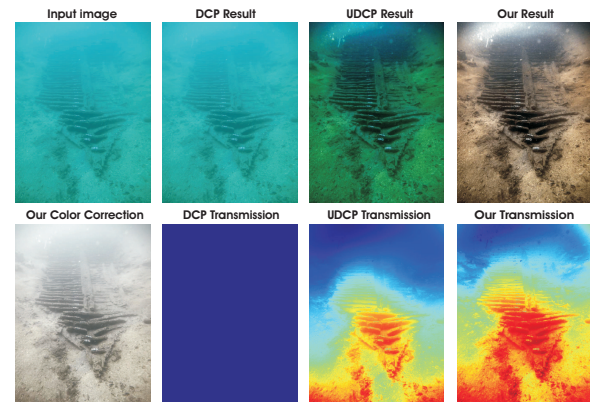 Input image
DCP Result
UDCP Result
Our Result
Our Color Correction
DCP Transmission
UDCP Transmission
Our Transmission